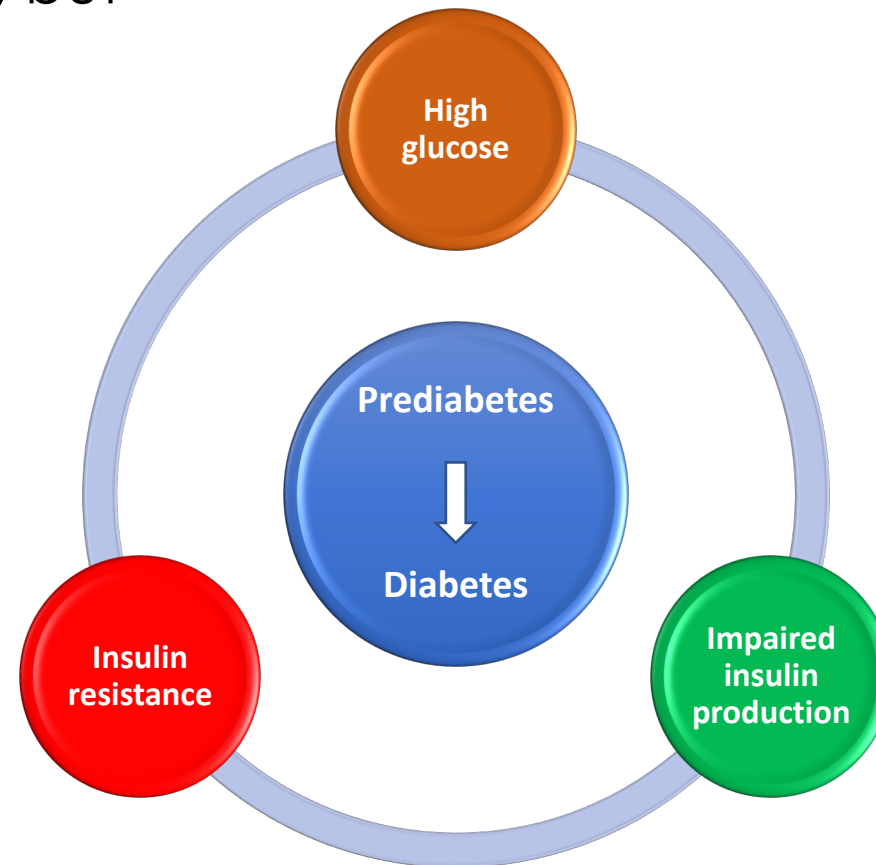 High
glucose
Prediabetes
Diabetes
Insulin
resistance
Impaired
insulin
production